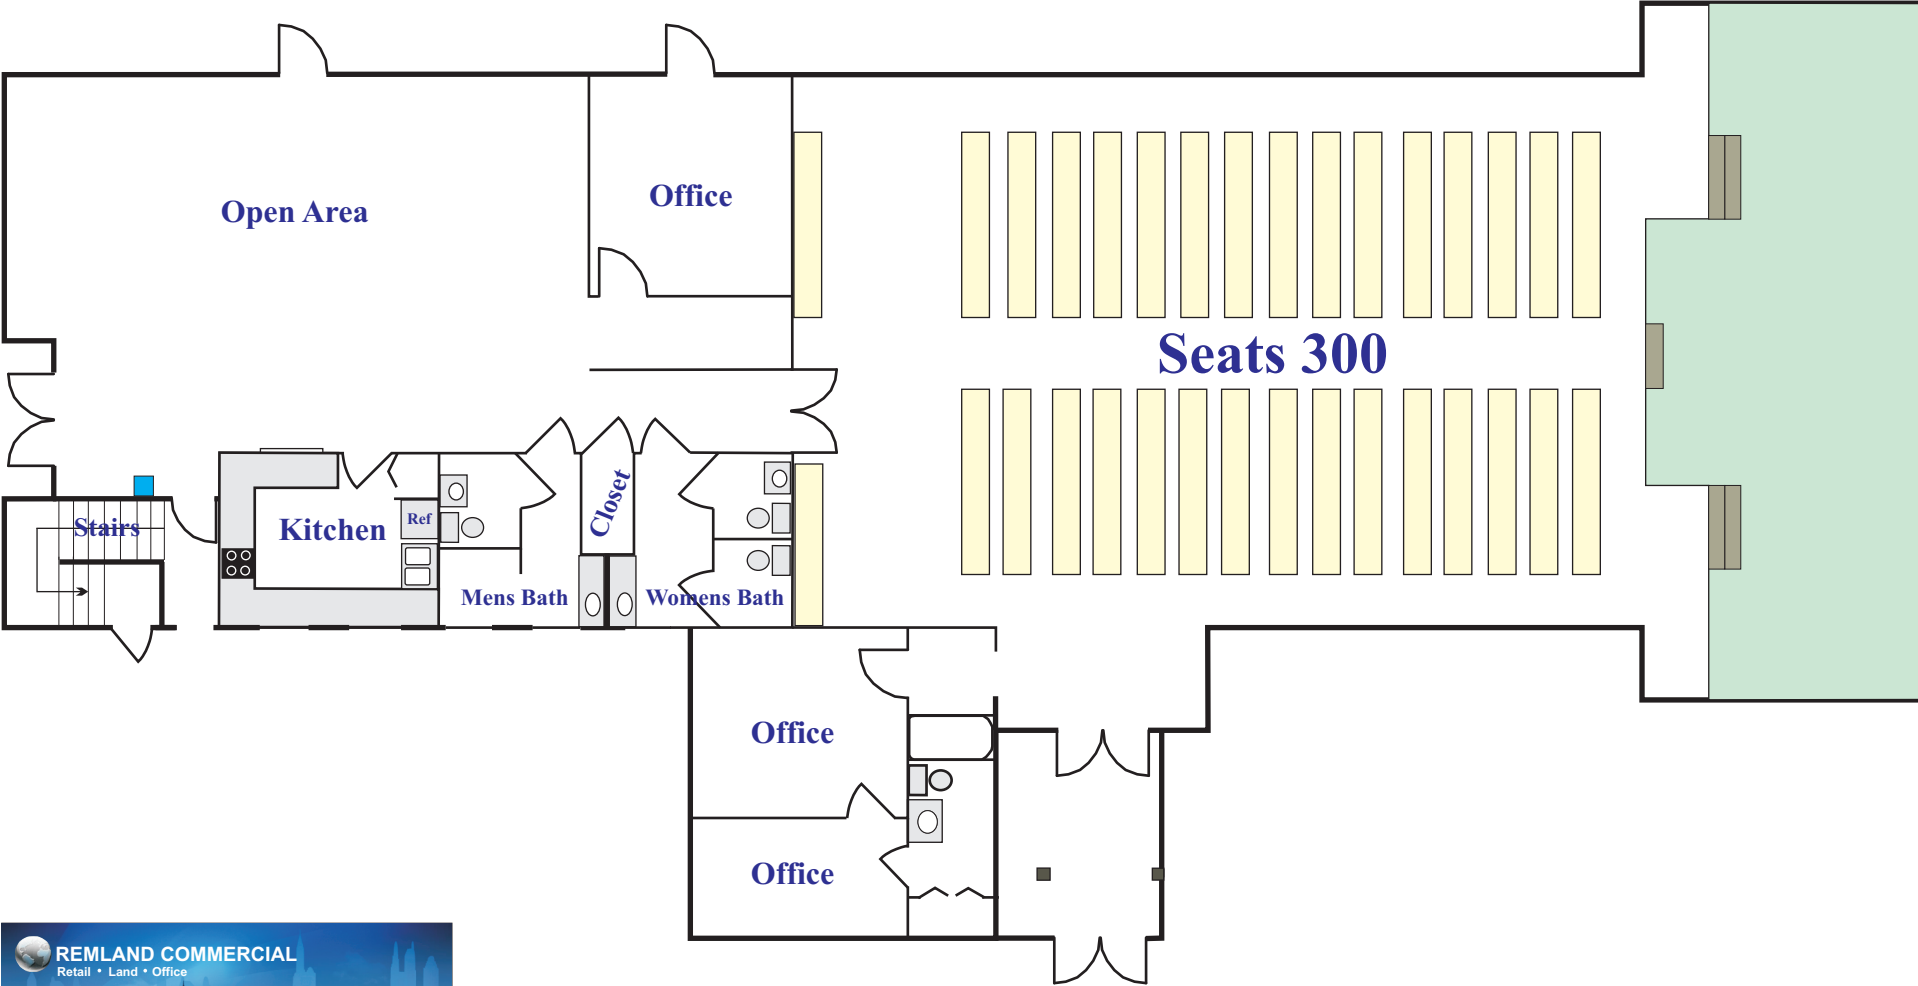 Open Area
Office
Seats 300
Stairs
Kitchen
Ref
Closet
Mens Bath
Womens Bath
Office
Office
REMLAND COMMERCIAL
Retail • Land • Office